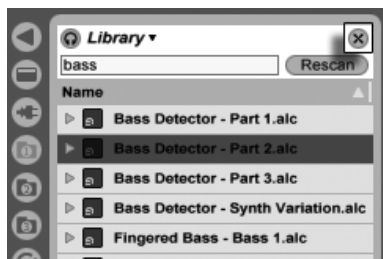 Library
bass
Rescan
Name
Bass Detector - Part 1.alc
Bass Detector - Part 2.alc
Bass Detector - Part 3.alc
Bass Detector - Synth Variation.alc
Fingered Bass - Bass 1.alc